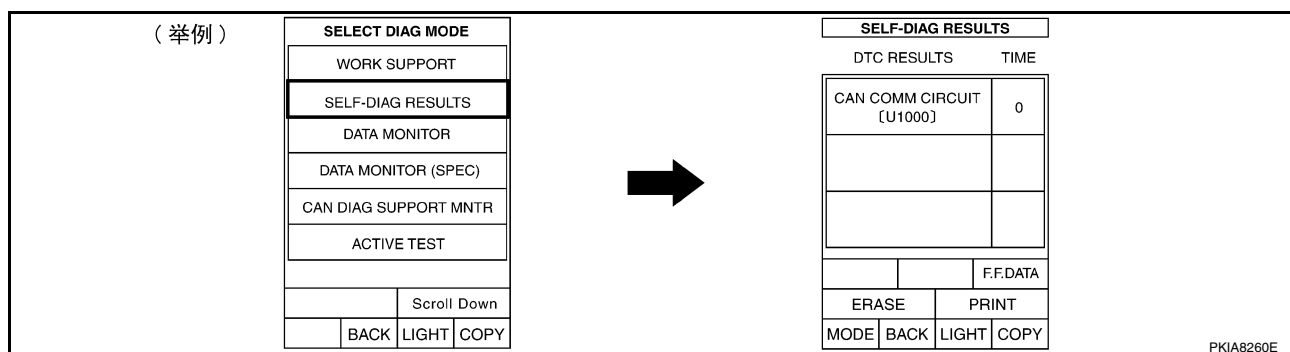 （举例）
SELECT DIAG MODE
WORK SUPPORT
SELF-DIAG RESULTS
DATA MONITOR
DATA MONITOR (SPEC)
CAN DIAG SUPPORT MNTR
ACTIVE TEST
Scroll Down
BACK LIGHT COPY
SELF-DIAG RESULTS
DTC RESULTS TIME
CAN COMM CIRCUIT 0
〔U1000〕
F.F.DATA
ERASE PRINT
MODE BACK LIGHT COPY
PKIA8260E